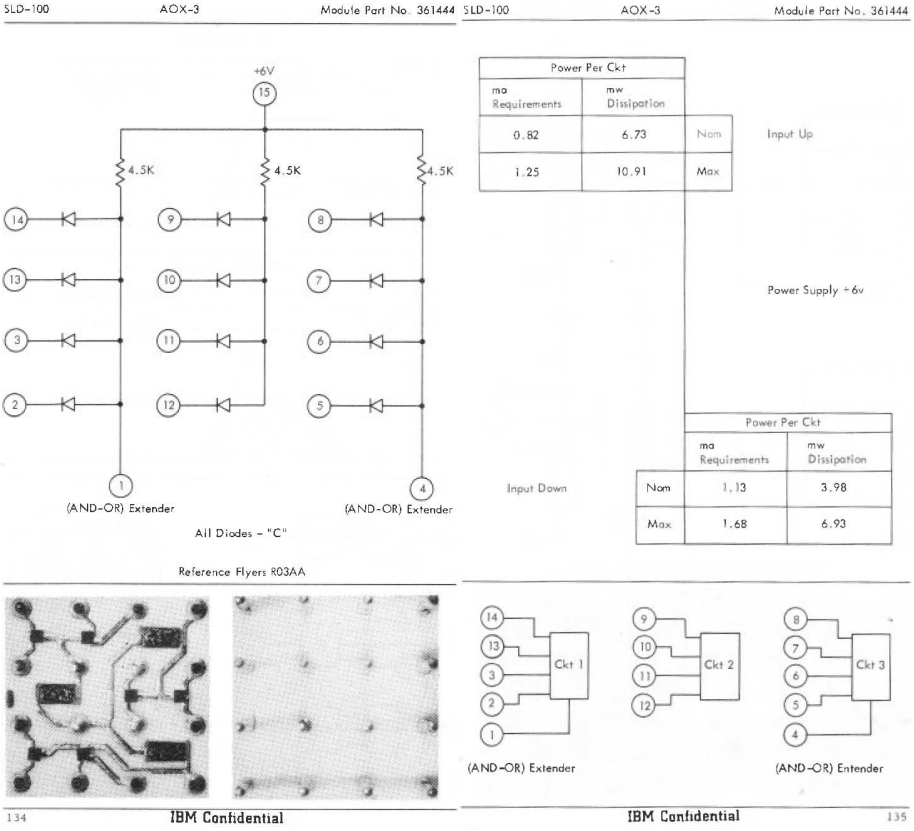 SLD-100 AOX-3 Module Part No. 361444
+6V
15
4.5K 4.5K 4.5K
14 9 8
13 10 7
3 11 6
2 12 5
1 4
(AND-OR) Extender (AND-OR) Extender
All Diodes - "C"
Reference Flyers R03AA
134 IBM Confidential
SLD-100 AOX-3 Module Part No. 361444
Power Per Ckt
ma mw
Requirements Dissipation
0.82 6.73 Nom Input Up
1.25 10.91 Max
Power Supply +6v
Power Per Ckt
ma mw
Requirements Dissipation
Input Down Nom 1.13 3.98
Max 1.68 6.93
14 9 8
13 10 7
Ckt 1 Ckt 2 Ckt 3
3 11 6
2 12 5
1 4
(AND-OR) Extender (AND-OR) Entender
IBM Confidential 135